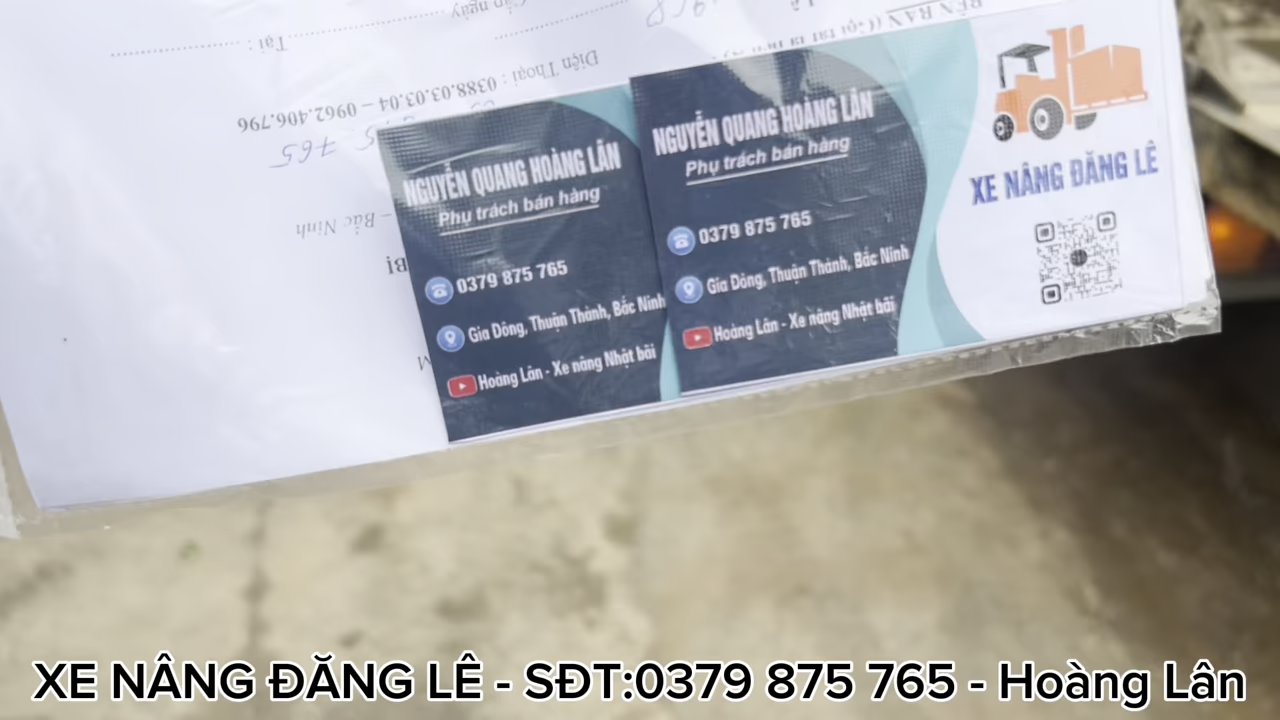 Tại :
Điện Thoại : 0388.03.03.04 – 0962.406.796
765
– Bắc Ninh
NGUYỄN QUANG HOÀNG LÂN
Phụ trách bán hàng
0379 875 765
Gia Đông, Thuận Thành, Bắc Ninh
Hoàng Lân - Xe nâng Nhật bãi
NGUYỄN QUANG HOÀNG LÂN
Phụ trách bán hàng
0379 875 765
Gia Đông, Thuận Thành, Bắc Ninh
Hoàng Lân - Xe nâng Nhật bãi
XE NÂNG ĐĂNG LÊ
XE NÂNG ĐĂNG LÊ - SĐT:0379 875 765 - Hoàng Lân